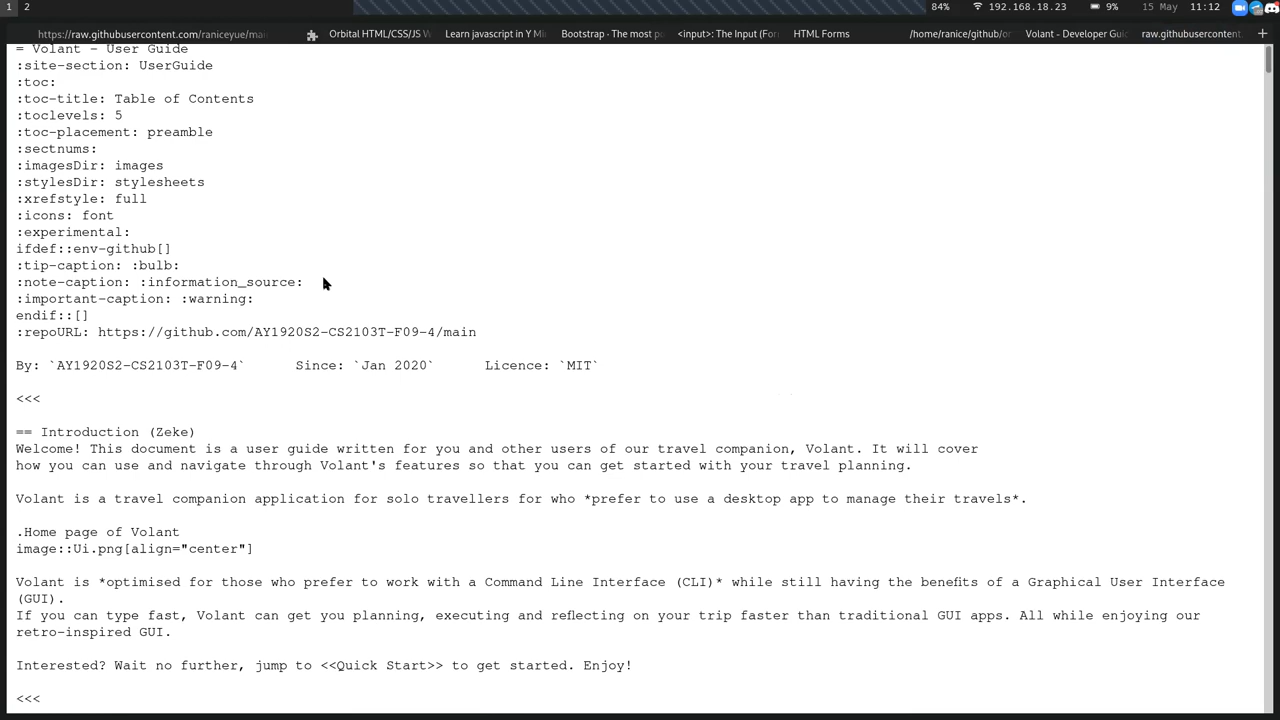 1 2 84% 192.168.18.23 9% 15 May 11:12
https://raw.githubusercontent.com/raniceyue/mai Orbital HTML/CSS/JS W Learn javascript in Y Mi Bootstrap · The most po <input>: The Input (For HTML Forms /home/ranice/github/or Volant - Developer Guid raw.githubusercontent. +
= Volant - User Guide
:site-section: UserGuide
:toc:
:toc-title: Table of Contents
:toclevels: 5
:toc-placement: preamble
:sectnums:
:imagesDir: images
:stylesDir: stylesheets
:xrefstyle: full
:icons: font
:experimental:
ifdef::env-github[]
:tip-caption: :bulb:
:note-caption: :information_source:
:important-caption: :warning:
endif::[]
:repoURL: https://github.com/AY1920S2-CS2103T-F09-4/main
By: `AY1920S2-CS2103T-F09-4` Since: `Jan 2020` Licence: `MIT`
<<<
== Introduction (Zeke)
Welcome! This document is a user guide written for you and other users of our travel companion, Volant. It will cover
how you can use and navigate through Volant's features so that you can get started with your travel planning.
Volant is a travel companion application for solo travellers for who *prefer to use a desktop app to manage their travels*.
.Home page of Volant
image::Ui.png[align="center"]
Volant is *optimised for those who prefer to work with a Command Line Interface (CLI)* while still having the benefits of a Graphical User Interface
(GUI).
If you can type fast, Volant can get you planning, executing and reflecting on your trip faster than traditional GUI apps. All while enjoying our
retro-inspired GUI.
Interested? Wait no further, jump to <<Quick Start>> to get started. Enjoy!
<<<